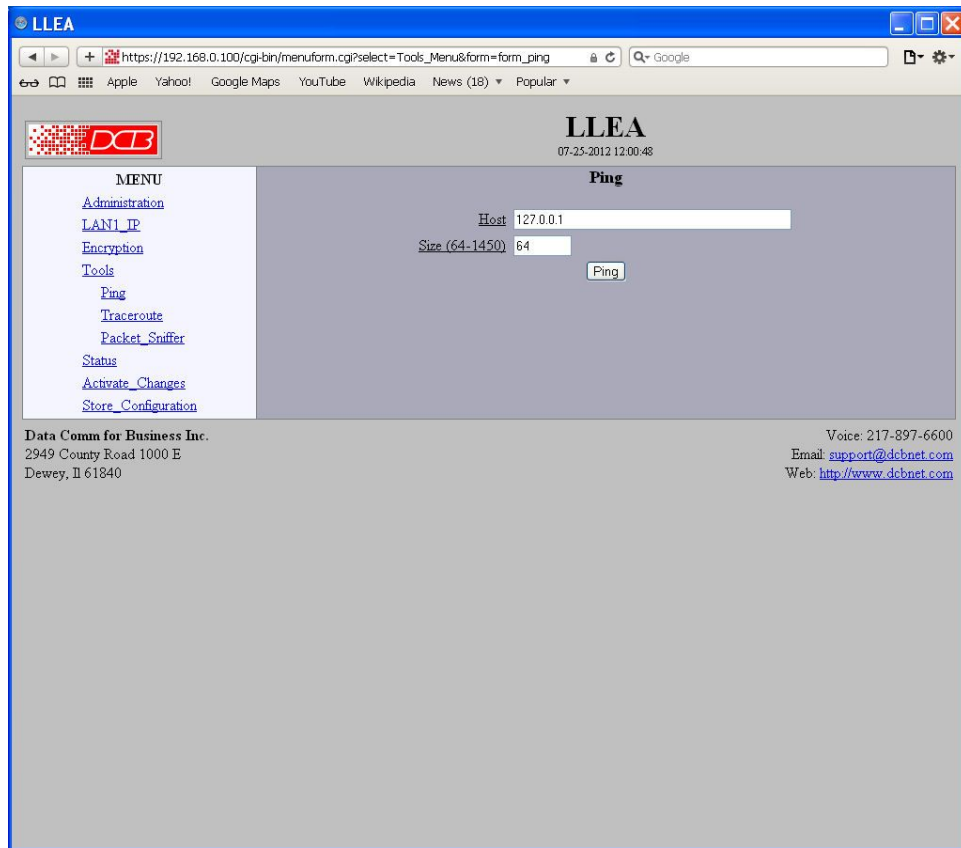 LLEA
https://192.168.0.100/cgi-bin/menuform.cgi?select=Tools_Menu&form=form_ping
Google
Apple Yahoo! Google Maps YouTube Wikipedia News (18) Popular
DCB
LLEA
07-25-2012 12:00:48
MENU
Administration
LAN1_IP
Encryption
Tools
Ping
Traceroute
Packet_Sniffer
Status
Activate_Changes
Store_Configuration
Ping
Host 127.0.0.1
Size (64-1450) 64
Ping
Data Comm for Business Inc.
2949 County Road 1000 E
Dewey, Il 61840
Voice: 217-897-6600
Email: support@dcbnet.com
Web: http://www.dcbnet.com